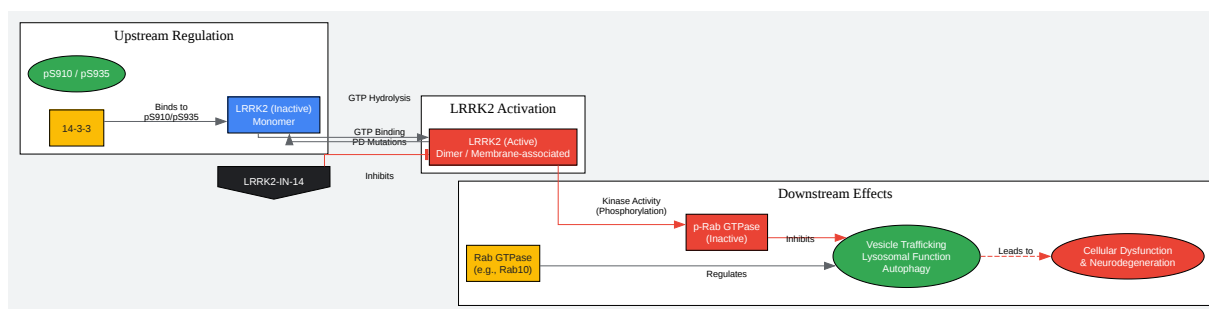 Upstream Regulation
pS910 / pS935
14-3-3
Binds to
pS910/pS935
LRRK2 (Inactive)
Monomer
GTP Hydrolysis
GTP Binding
PD Mutations
LRRK2 Activation
LRRK2 (Active)
Dimer / Membrane-associated
LRRK2-IN-14
Inhibits
Downstream Effects
Kinase Activity
(Phosphorylation)
p-Rab GTPase
(Inactive)
Inhibits
Rab GTPase
(e.g., Rab10)
Regulates
Vesicle Trafficking
Lysosomal Function
Autophagy
Leads to
Cellular Dysfunction
& Neurodegeneration